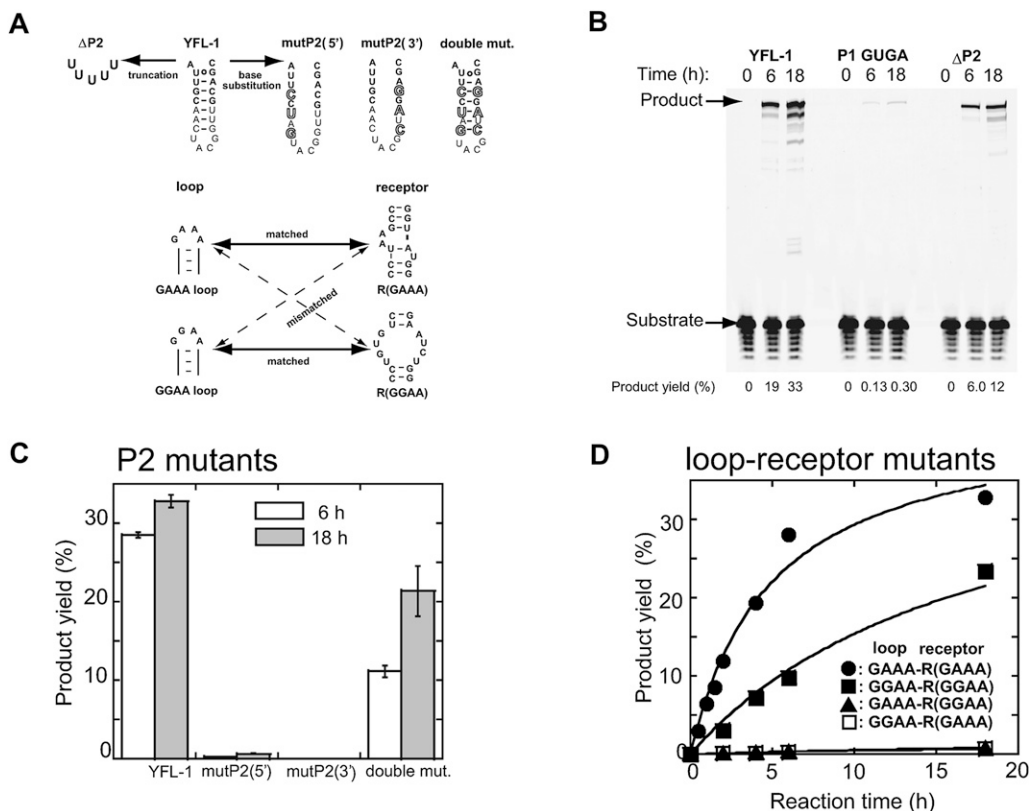 A
ΔP2
YFL-1
mutP2(5')
mutP2(3')
double mut.
truncation
base
substitution
loop
receptor
matched
mismatched
matched
GAAA loop
R(GAAA)
GGAA loop
R(GGAA)
B
YFL-1 P1 GUGA ΔP2
Time (h): 0 6 18 0 6 18 0 6 18
Product
Substrate
Product yield (%) 0 19 33 0 0.13 0.30 0 6.0 12
C
P2 mutants
Product yield (%)
30
20
10
0
6 h
18 h
YFL-1 mutP2(5') mutP2(3') double mut.
D
loop-receptor mutants
Product yield (%)
30
20
10
0
loop receptor
: GAAA-R(GAAA)
: GGAA-R(GGAA)
: GAAA-R(GGAA)
: GGAA-R(GAAA)
0 5 10 15 20
Reaction time (h)